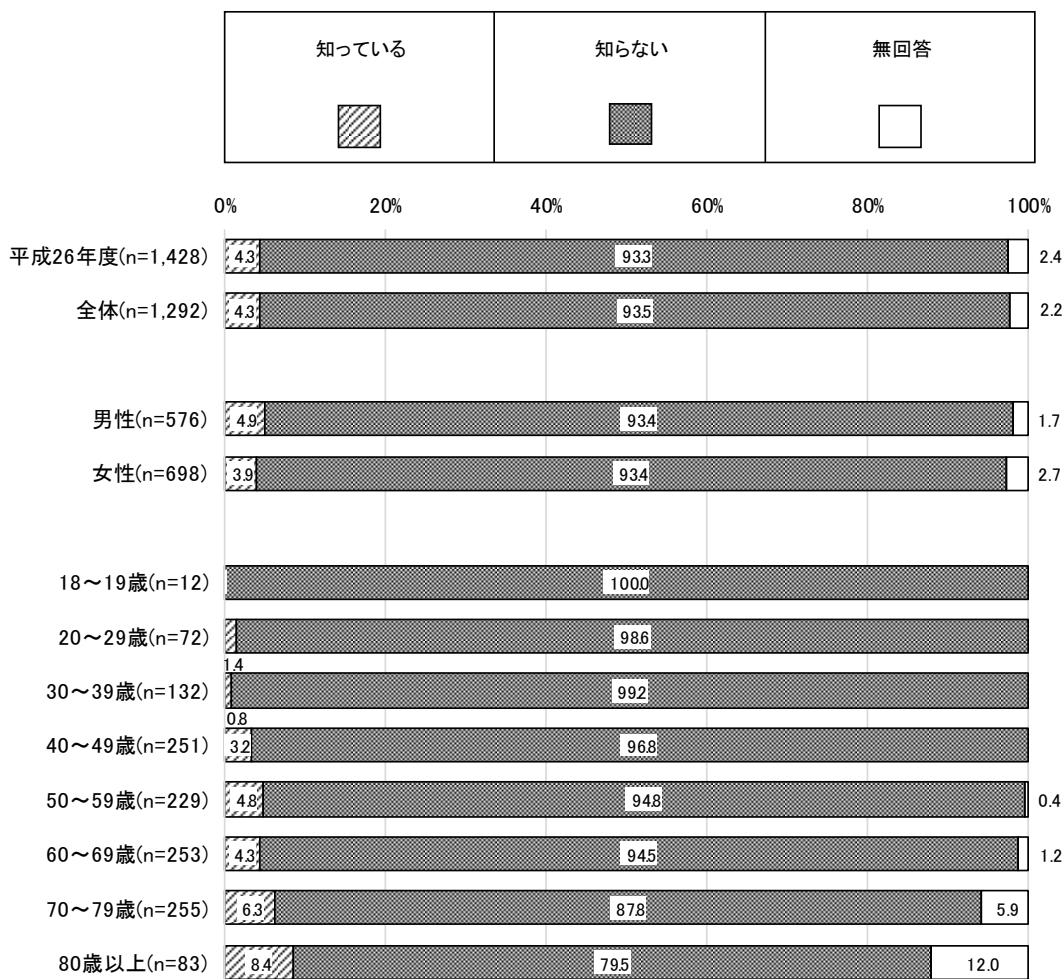 知っている 知らない 無回答
0% 20% 40% 60% 80% 100%
平成26年度(n=1,428) 4.3 93.3 2.4
全体(n=1,292) 4.3 93.5 2.2
男性(n=576) 4.9 93.4 1.7
女性(n=698) 3.9 93.4 2.7
18～19歳(n=12) 100.0
20～29歳(n=72) 98.6
1.4
30～39歳(n=132) 99.2
0.8
40～49歳(n=251) 3.2 96.8
50～59歳(n=229) 4.8 94.8 0.4
60～69歳(n=253) 4.3 94.5 1.2
70～79歳(n=255) 6.3 87.8 5.9
80歳以上(n=83) 8.4 79.5 12.0